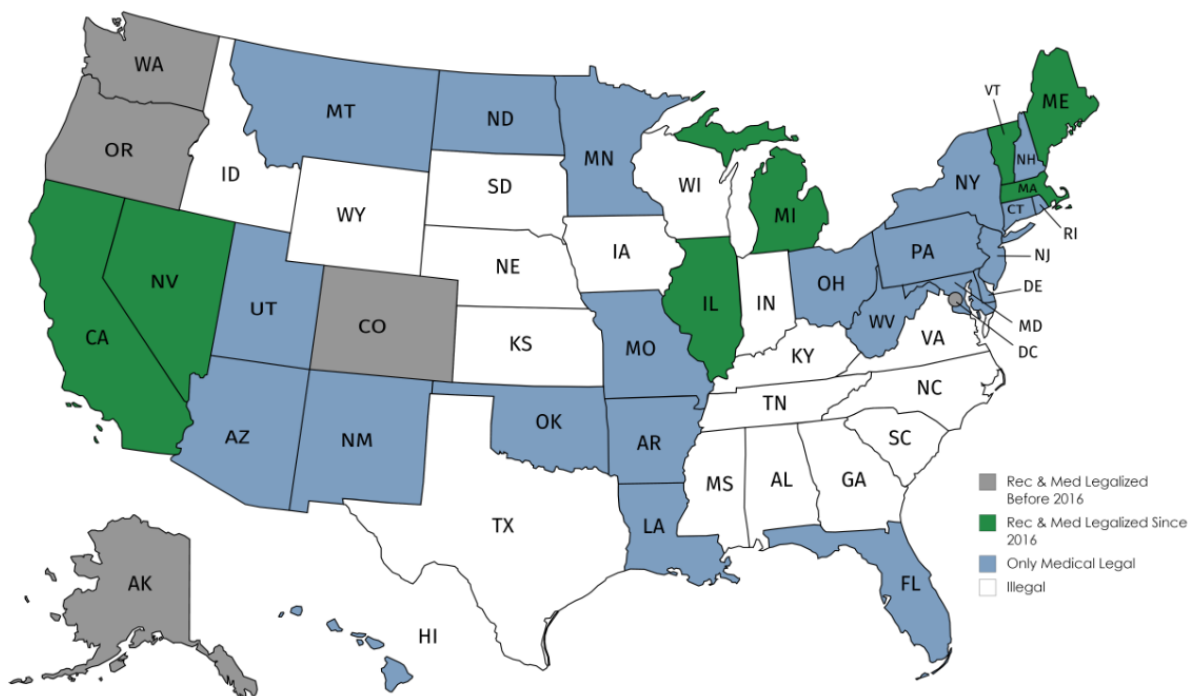 WA
OR
ID
MT
ND
MN
WY
SD
WI
MI
VT
ME
NH
NY
MA
CT
RI
CA
NV
UT
CO
NE
IA
IL
IN
OH
PA
NJ
DE
MD
DC
WV
VA
KS
MO
KY
AZ
NM
OK
AR
TN
NC
SC
TX
LA
MS
AL
GA
FL
AK
HI
Rec & Med Legalized
Before 2016
Rec & Med Legalized Since
2016
Only Medical Legal
Illegal